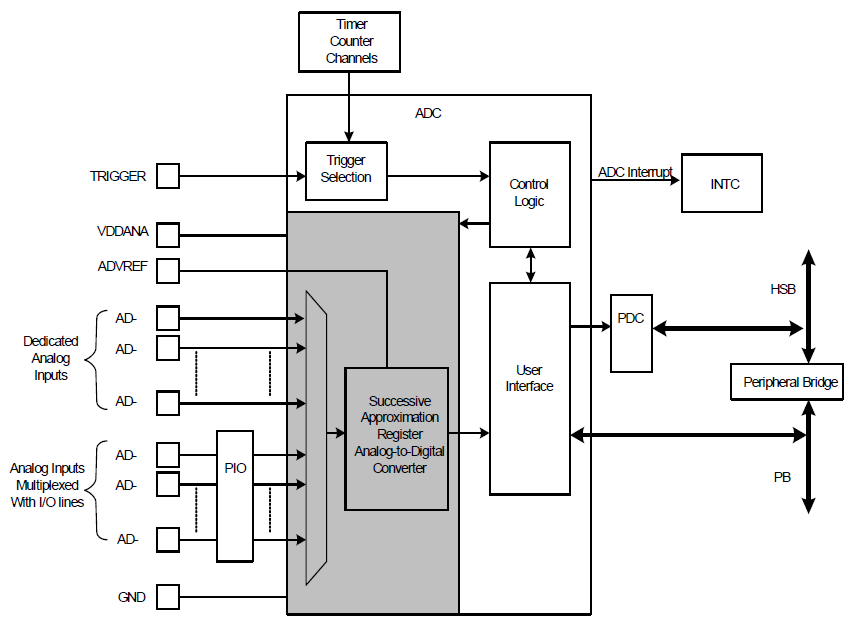 Timer
Counter
Channels
ADC
TRIGGER
Trigger
Selection
Control
Logic
ADC Interrupt
INTC
VDDANA
ADVREF
HSB
Dedicated
Analog
Inputs
AD-
AD-
AD-
PDC
User
Interface
Peripheral Bridge
Successive
Approximation
Register
Analog-to-Digital
Converter
Analog Inputs
Multiplexed
With I/O lines
AD-
AD-
AD-
PIO
PB
GND